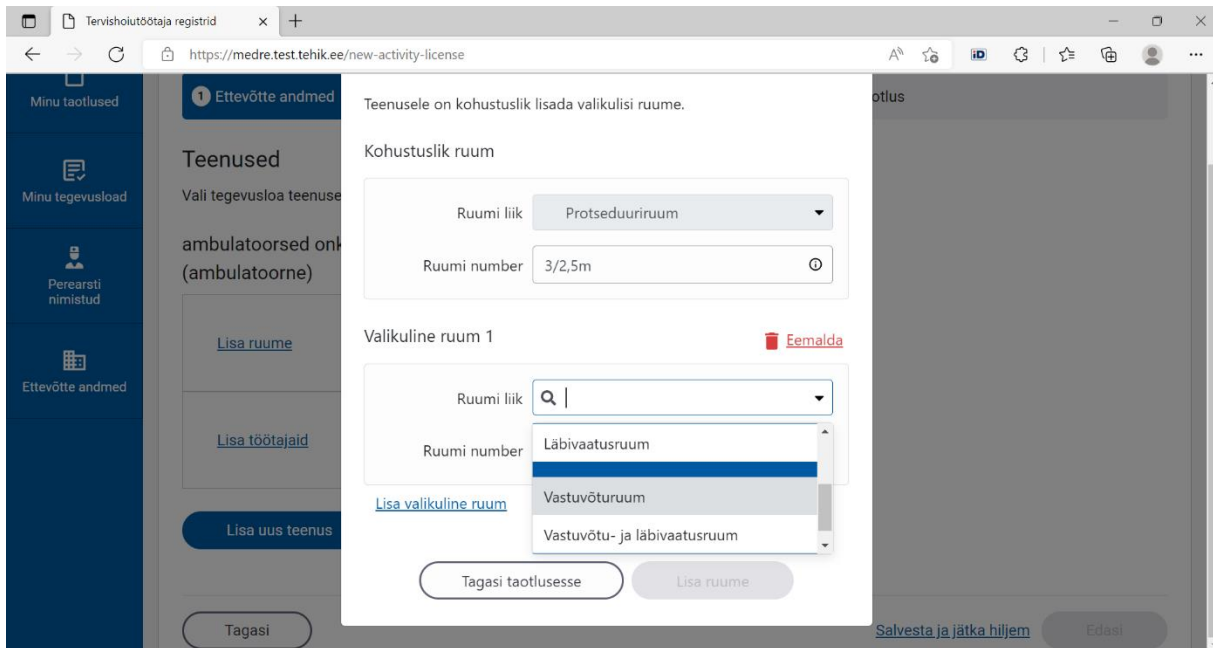 Tervishoiutöötaja registrid
https://medre.test.tehik.ee/new-activity-license
Minu taotlused
Minu tegevusload
Perearsti
nimistud
Ettevõtte andmed
1 Ettevõtte andmed
otlus
Teenused
Vali tegevusloa teenuse
ambulatoorsed onk
(ambulatoorne)
Lisa ruume
Lisa töötajaid
Lisa uus teenus
Tagasi
Teenusele on kohustuslik lisada valikulisi ruume.
Kohustuslik ruum
Ruumi liik Protseduuriruum
Ruumi number 3/2,5m
Valikuline ruum 1 Eemalda
Ruumi liik
Ruumi number
Läbivaatusruum
Vastuvõturuum
Vastuvõtu- ja läbivaatusruum
Lisa valikuline ruum
Tagasi taotlusesse Lisa ruume
Salvesta ja jätka hiljem Edasi